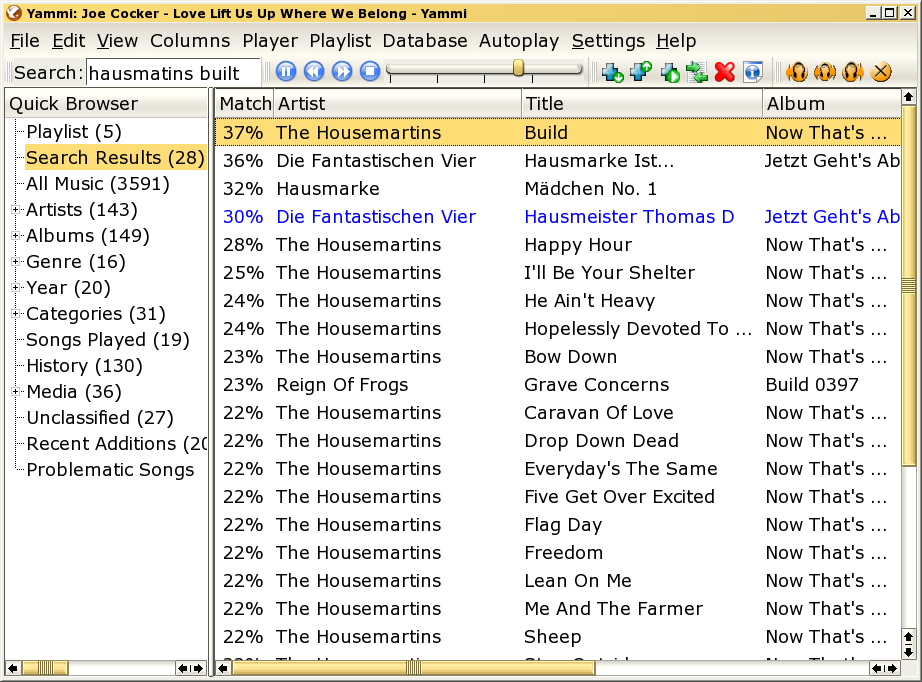 Yammi: Joe Cocker - Love Lift Us Up Where We Belong - Yammi
File Edit View Columns Player Playlist Database Autoplay Settings Help
Search: hausmatins built
Quick Browser
Playlist (5)
Search Results (28)
All Music (3591)
Artists (143)
Albums (149)
Genre (16)
Year (20)
Categories (31)
Songs Played (19)
History (130)
Media (36)
Unclassified (27)
Recent Additions (20
Problematic Songs
Match Artist Title Album
37% The Housemartins Build Now That's ...
36% Die Fantastischen Vier Hausmarke Ist... Jetzt Geht's Ab
32% Hausmarke Mädchen No. 1
30% Die Fantastischen Vier Hausmeister Thomas D Jetzt Geht's Ab
28% The Housemartins Happy Hour Now That's ...
25% The Housemartins I'll Be Your Shelter Now That's ...
24% The Housemartins He Ain't Heavy Now That's ...
24% The Housemartins Hopelessly Devoted To ... Now That's ...
23% The Housemartins Bow Down Now That's ...
23% Reign Of Frogs Grave Concerns Build 0397
22% The Housemartins Caravan Of Love Now That's ...
22% The Housemartins Drop Down Dead Now That's ...
22% The Housemartins Everyday's The Same Now That's ...
22% The Housemartins Five Get Over Excited Now That's ...
22% The Housemartins Flag Day Now That's ...
22% The Housemartins Freedom Now That's ...
22% The Housemartins Lean On Me Now That's ...
22% The Housemartins Me And The Farmer Now That's ...
22% The Housemartins Sheep Now That's ...